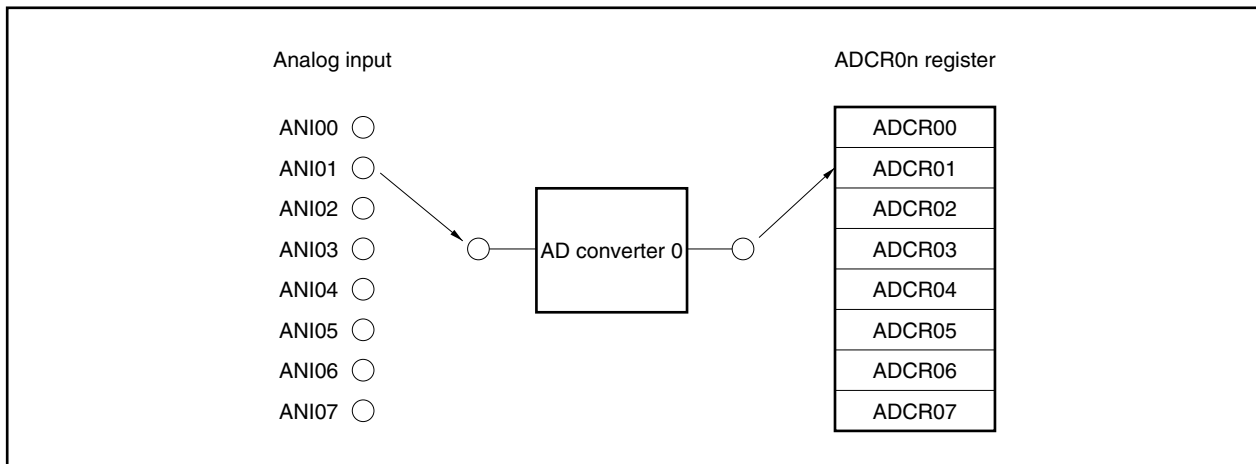 Analog input
ADCR0n register
ANI00
ANI01
ANI02
ANI03
ANI04
ANI05
ANI06
ANI07
AD converter 0
ADCR00
ADCR01
ADCR02
ADCR03
ADCR04
ADCR05
ADCR06
ADCR07